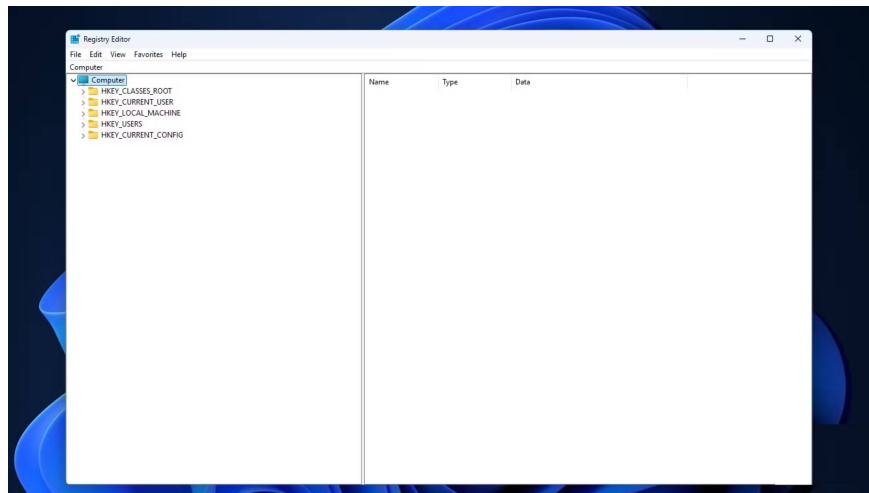 Registry Editor
File Edit View Favorites Help
Computer
Computer
HKEY_CLASSES_ROOT
HKEY_CURRENT_USER
HKEY_LOCAL_MACHINE
HKEY_USERS
HKEY_CURRENT_CONFIG
Name Type Data